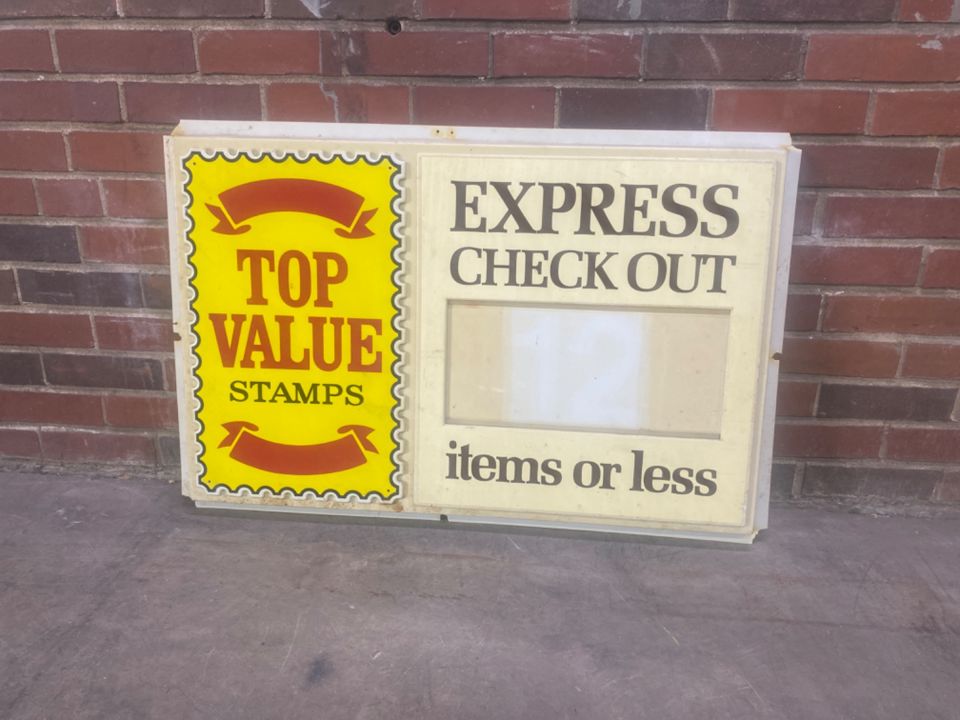 TOP
VALUE
STAMPS
EXPRESS
CHECK OUT
12
items or less